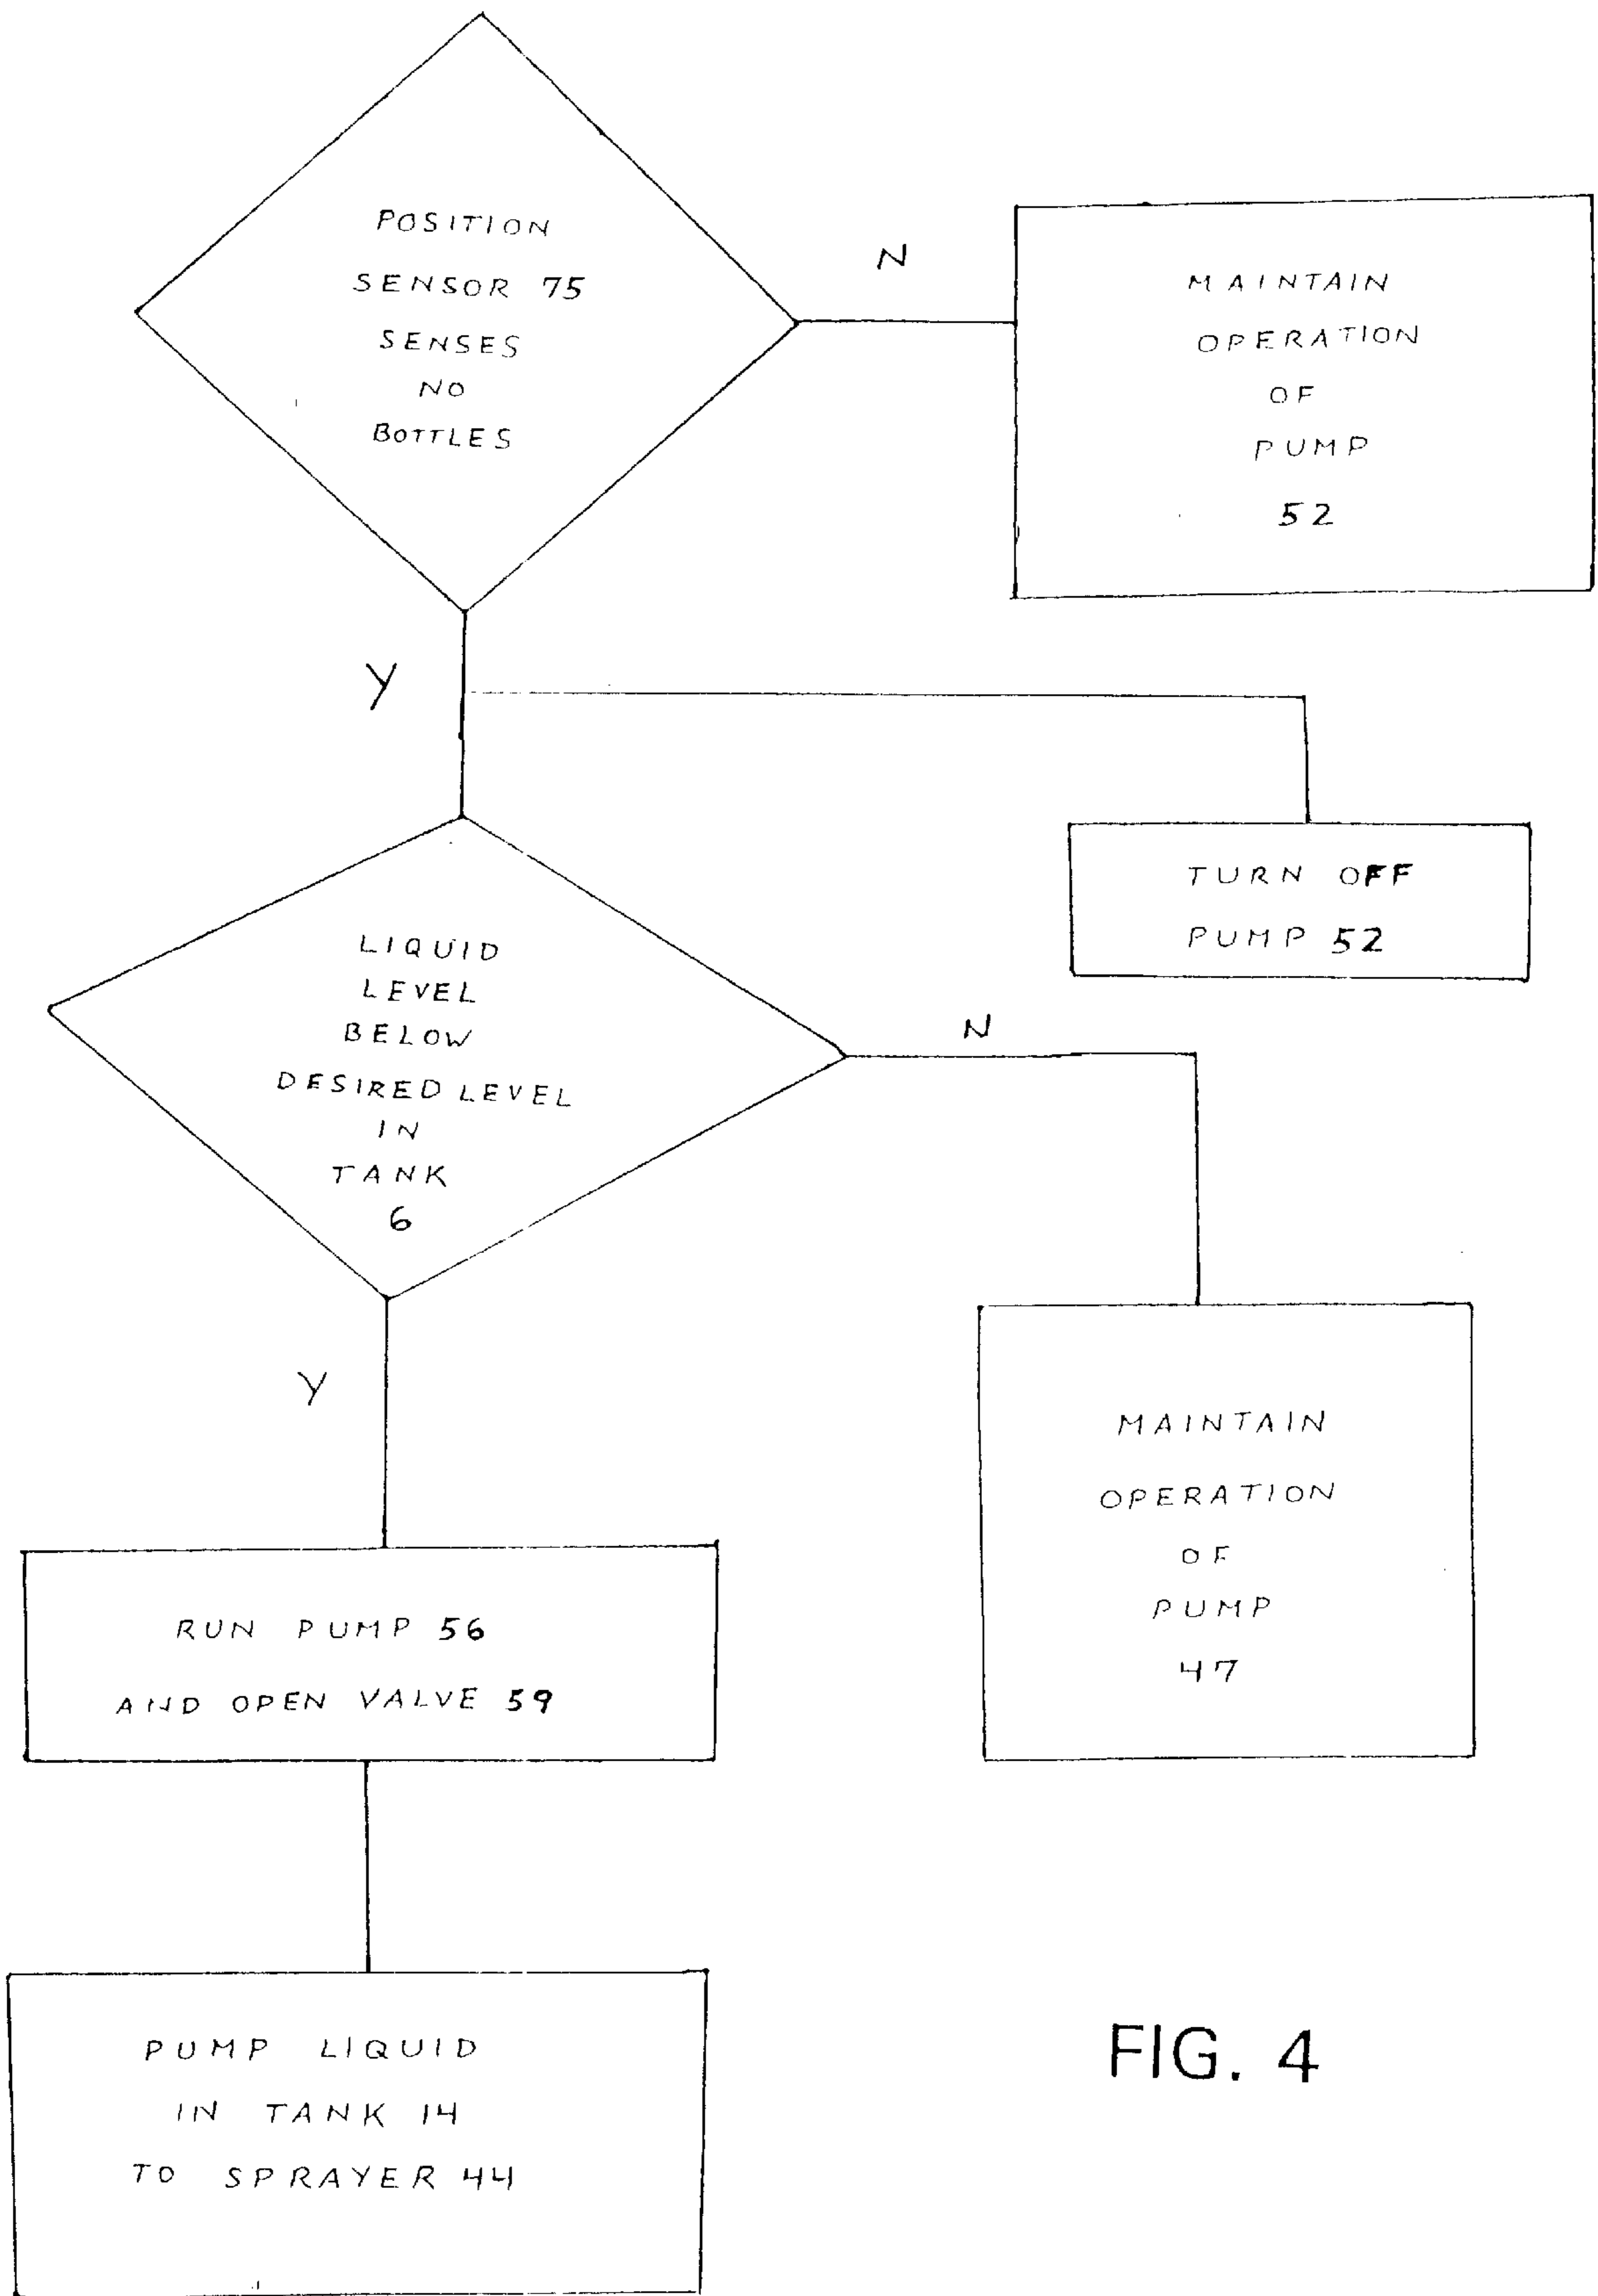 POSITION
SENSOR 75
SENSES
NO
BOTTLES
N
MAINTAIN
OPERATION
OF
PUMP
52
Y
TURN OFF
PUMP 52
LIQUID
LEVEL
BELOW
DESIRED LEVEL
IN
TANK
6
N
MAINTAIN
OPERATION
OF
PUMP
47
Y
RUN PUMP 56
AND OPEN VALVE 59
PUMP LIQUID
IN TANK 14
TO SPRAYER 44
FIG. 4